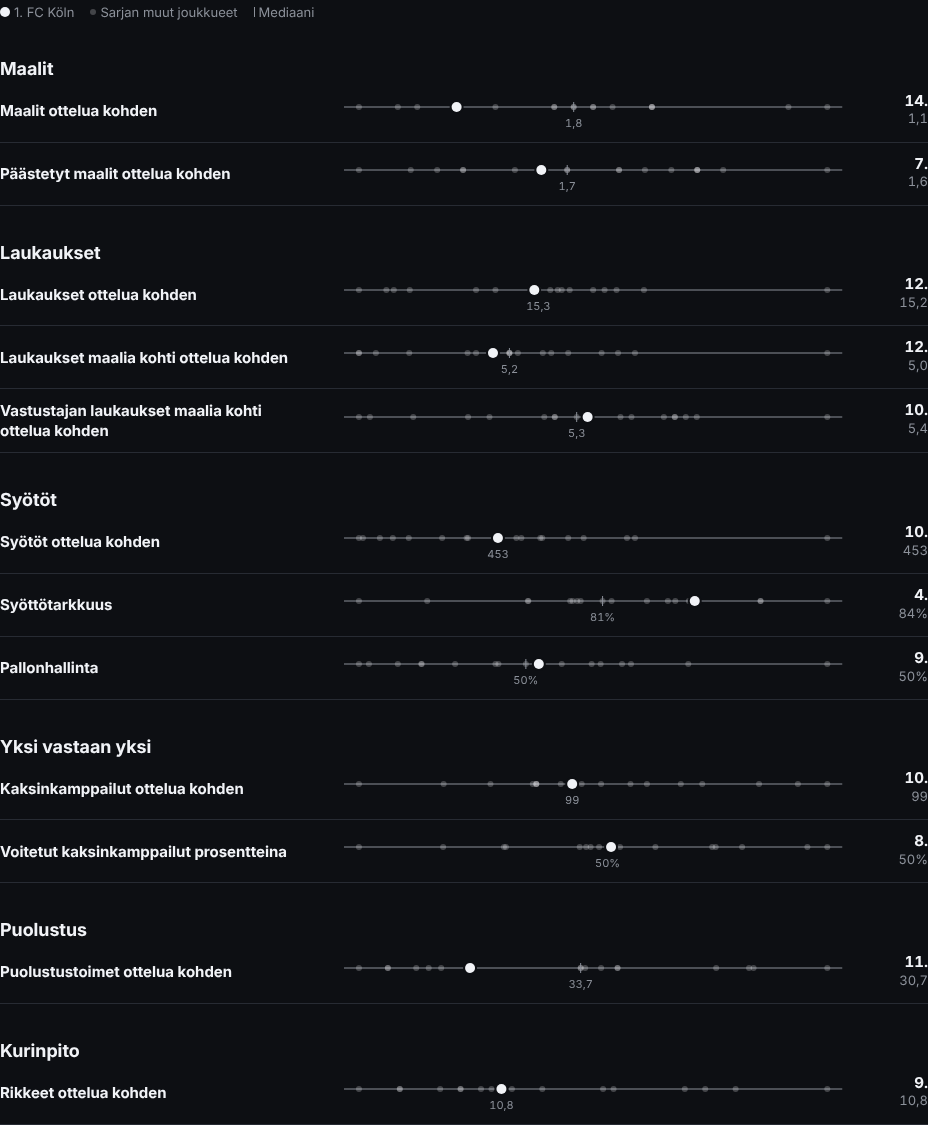 1. FC Köln Sarjan muut joukkueet Mediaani
Maalit
Maalit ottelua kohden
1,8
14.
1,1
Päästetyt maalit ottelua kohden
1,7
7.
1,6
Laukaukset
Laukaukset ottelua kohden
15,3
12.
15,2
Laukaukset maalia kohti ottelua kohden
5,2
12.
5,0
Vastustajan laukaukset maalia kohti
ottelua kohden
5,3
10.
5,4
Syötöt
Syötöt ottelua kohden
453
10.
453
Syöttötarkkuus
81%
4.
84%
Pallonhallinta
50%
9.
50%
Yksi vastaan yksi
Kaksinkamppailut ottelua kohden
99
10.
99
Voitetut kaksinkamppailut prosentteina
50%
8.
50%
Puolustus
Puolustustoimet ottelua kohden
33,7
11.
30,7
Kurinpito
Rikkeet ottelua kohden
10,8
9.
10,8